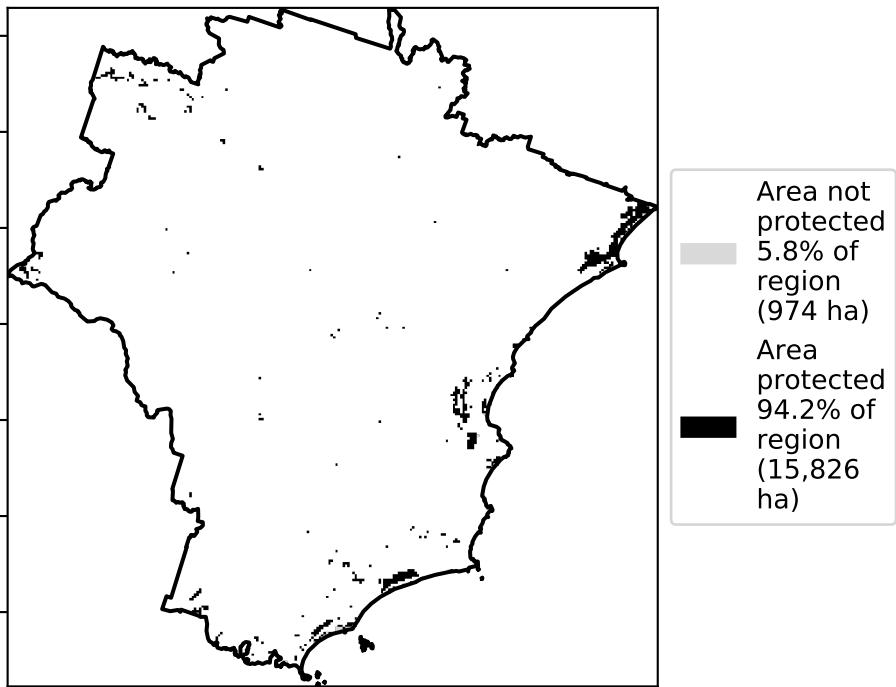 Area not
protected
5.8% of
region
(974 ha)
Area
protected
94.2% of
region
(15,826
ha)